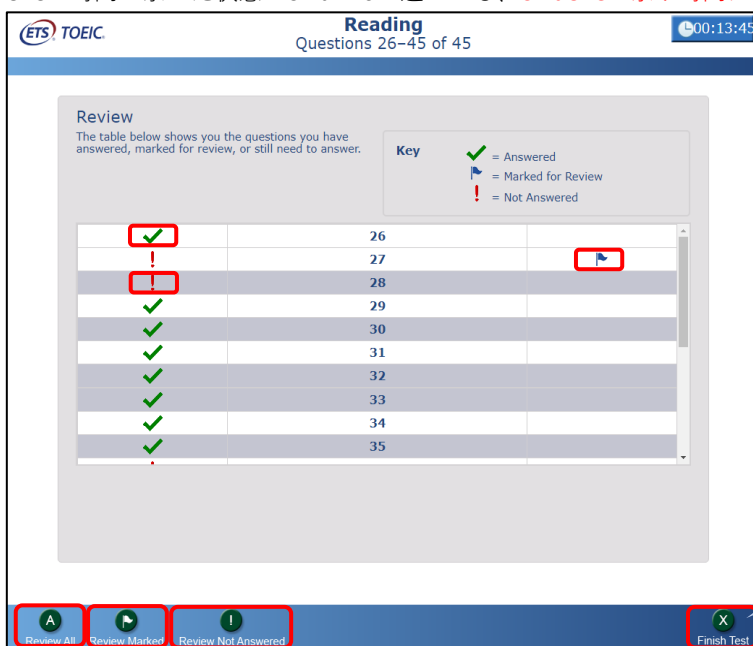 ETS TOEIC.
Reading
Questions 26–45 of 45
00:13:45
Review
The table below shows you the questions you have
answered, marked for review, or still need to answer.
Key
= Answered
= Marked for Review
! = Not Answered
26
! 27
! 28
29
30
31
32
33
34
35
A
Review All
Review Marked
!
Review Not Answered
X
Finish Test